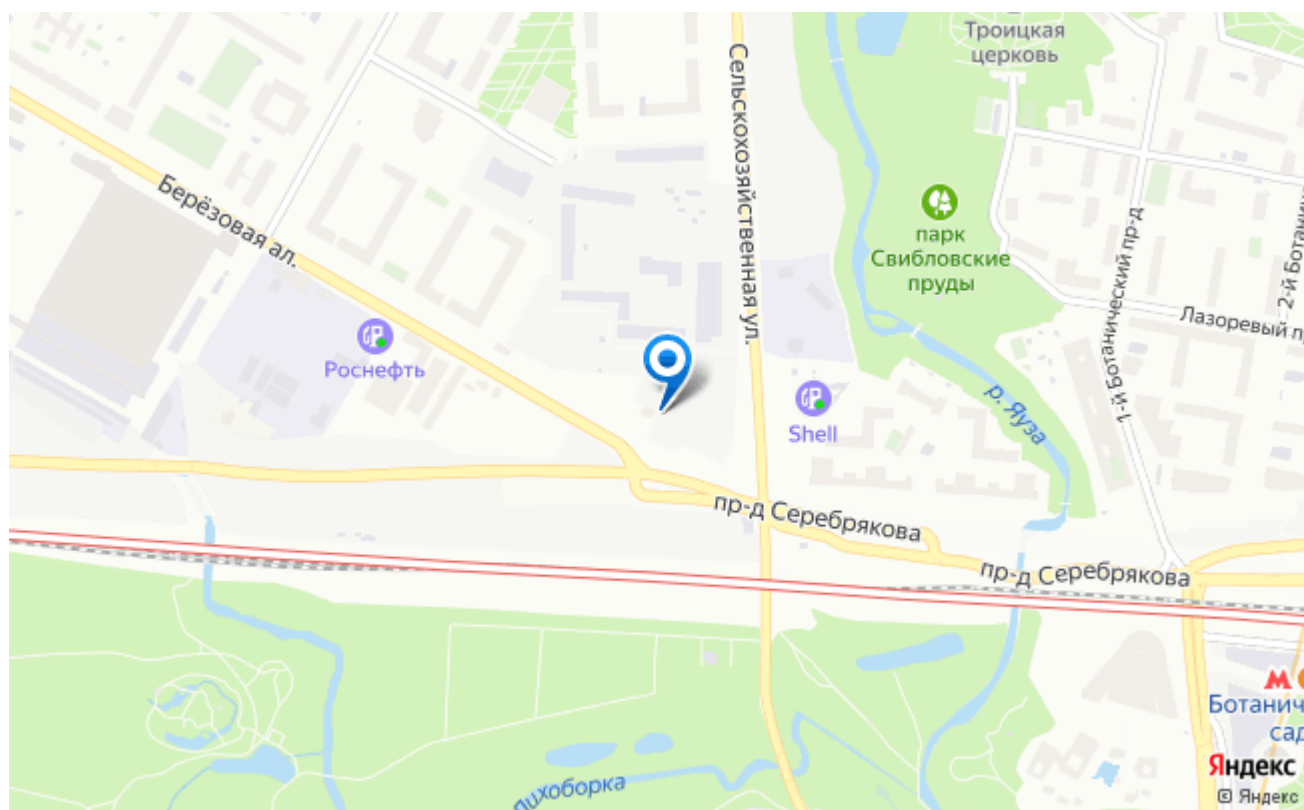 Троицкая
церковь
Сельскохозяйственная ул.
Берёзовая ал.
парк
Свибловские
пруды
1-й Ботанический пр-д
2-й Ботанич
Лазоревый п
Роснефть
Shell
р. Яуза
пр-д Серебрякова
пр-д Серебрякова
М
Ботанич
сад
лихоборка
Яндекс
© Яндекс